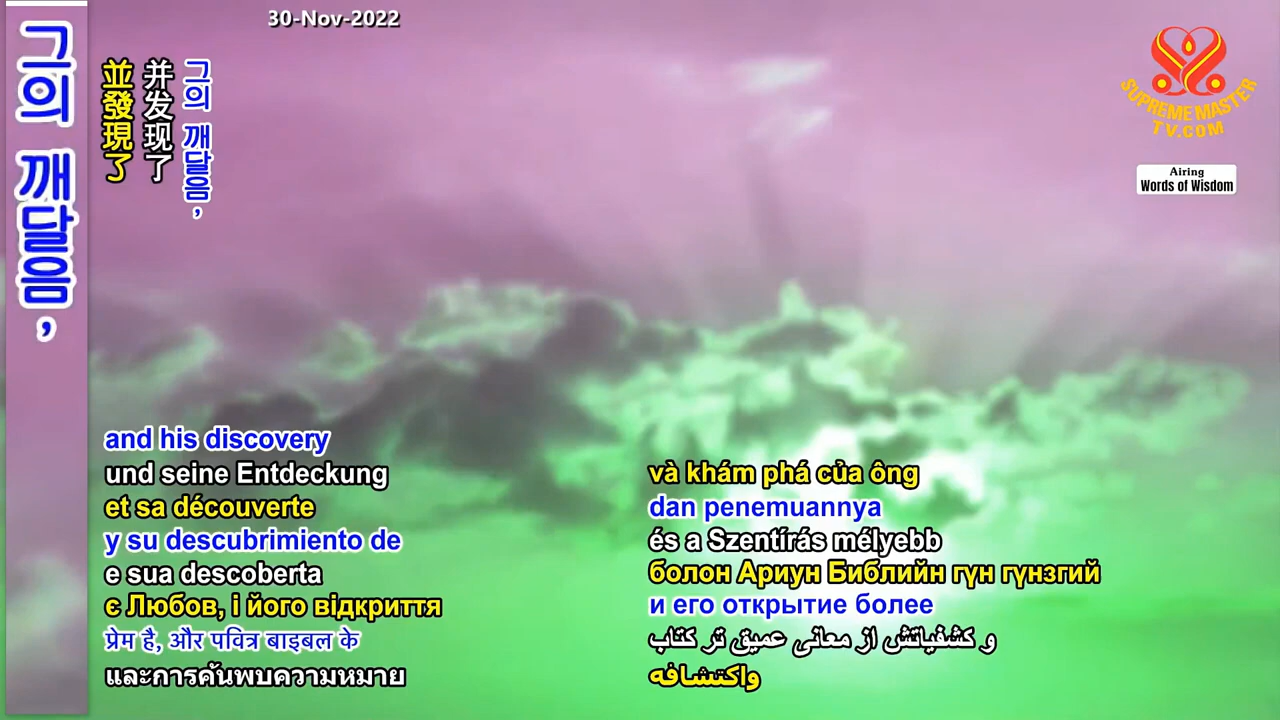 30-Nov-2022
그의 깨달음,
並發現了
并发现了
그의 깨달음,
SUPREME MASTER
TV.COM
Airing
Words of Wisdom
and his discovery
und seine Entdeckung
et sa découverte
y su descubrimiento de
e sua descoberta
є Любов, і його відкриття
प्रेम है, और पवित्र बाइबल के
และการค้นพบความหมาย
và khám phá của ông
dan penemuannya
és a Szentírás mélyebb
болон Ариун Библийн гүн гүнзгий
и его открытие более
و کشفیاتش از معانی عمیق تر کتاب
واكتشافه